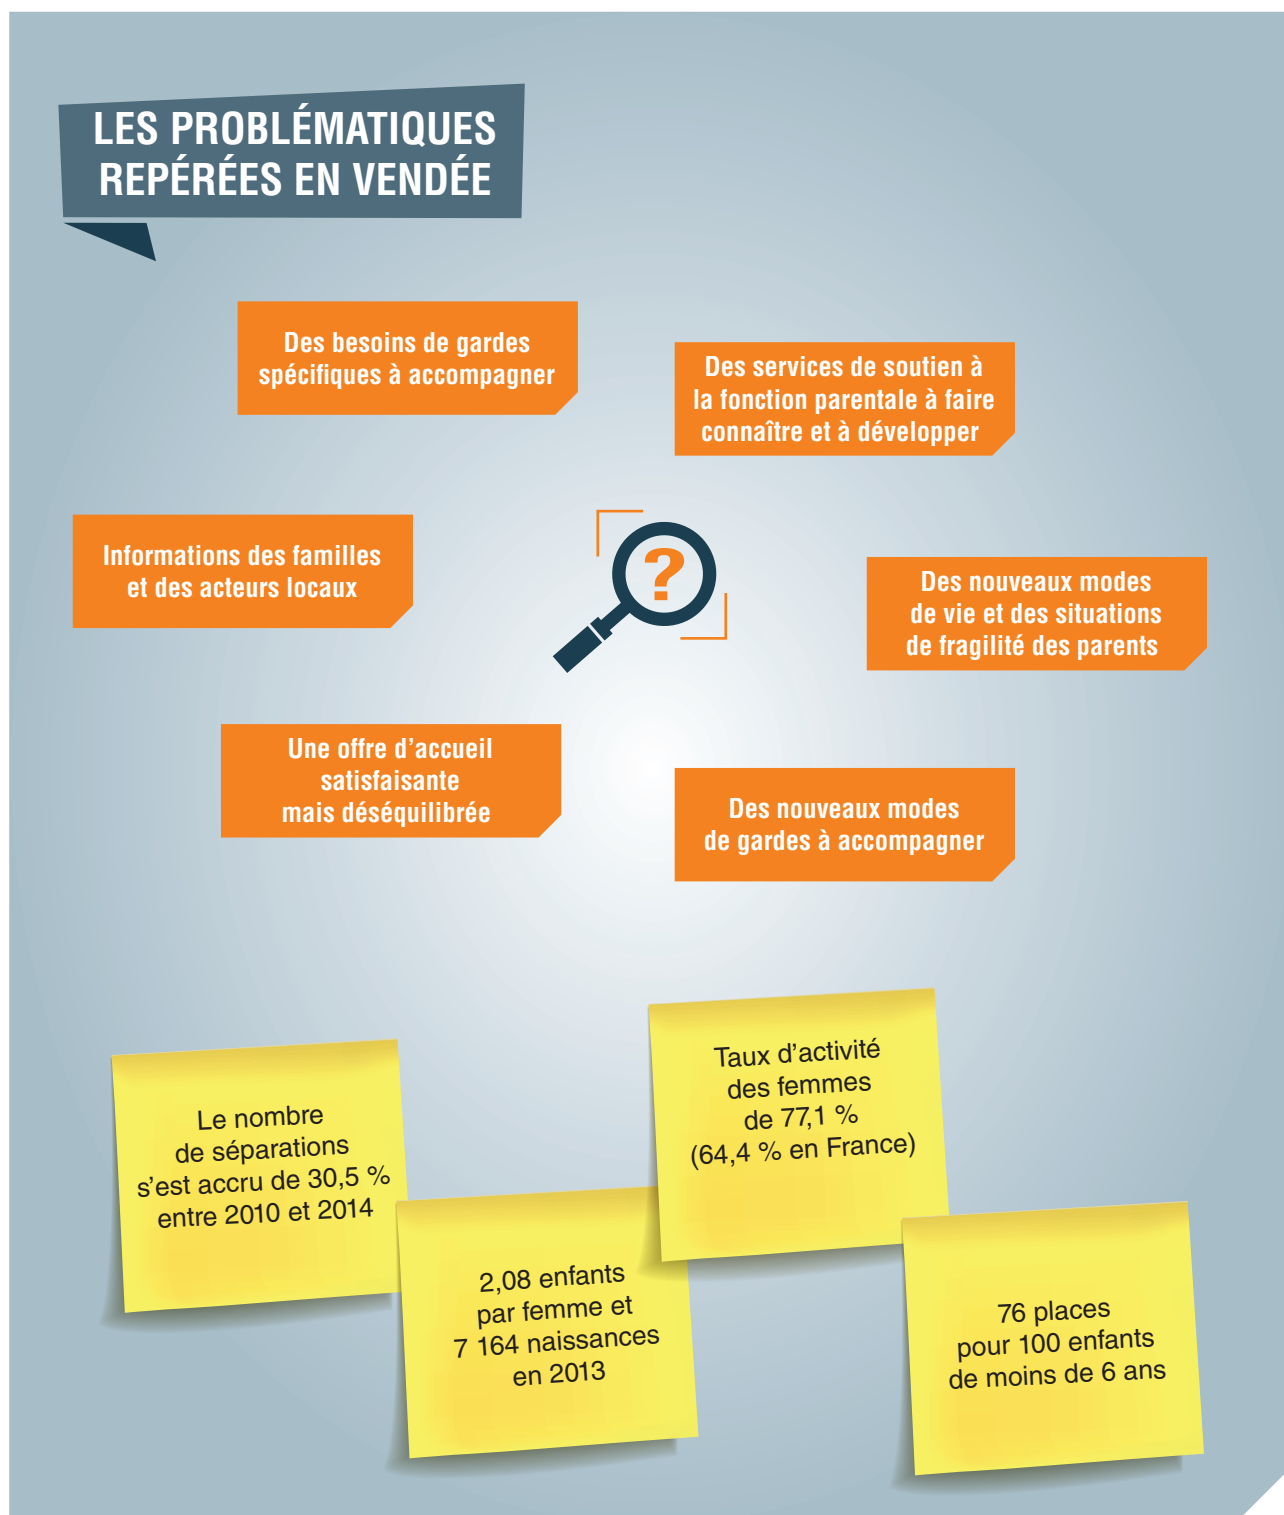 LES PROBLÉMATIQUES
REPÉRÉES EN VENDÉE
Des besoins de gardes
spécifiques à accompagner
Des services de soutien à
la fonction parentale à faire
connaître et à développer
Informations des familles
et des acteurs locaux
?
Des nouveaux modes
de vie et des situations
de fragilité des parents
Une offre d’accueil
satisfaisante
mais déséquilibrée
Des nouveaux modes
de gardes à accompagner
Le nombre
de séparations
s’est accru de 30,5 %
entre 2010 et 2014
2,08 enfants
par femme et
7 164 naissances
en 2013
Taux d’activité
des femmes
de 77,1 %
(64,4 % en France)
76 places
pour 100 enfants
de moins de 6 ans